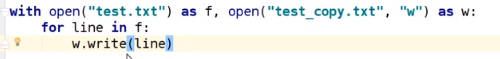 with open("test.txt") as f, open("test_copy.txt", "w") as w:
    for line in f:
        w.write(line)